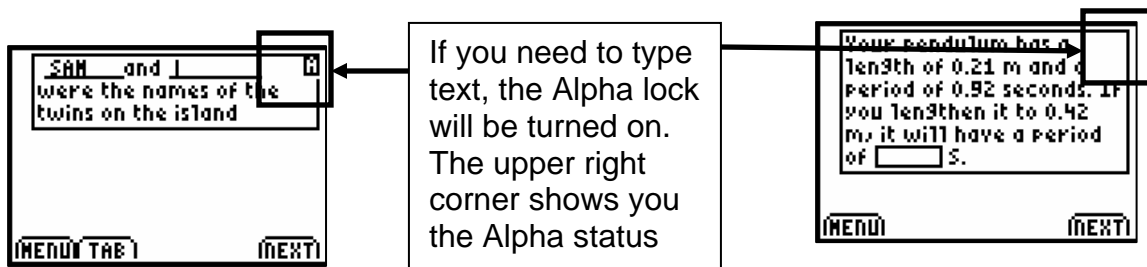 SAM and I
were the names of the
twins on the island
MENU TAB NEXT
If you need to type
text, the Alpha lock
will be turned on.
The upper right
corner shows you
the Alpha status
Your pendulum has a
length of 0.21 m and a
period of 0.92 seconds. If
you lengthen it to 0.42
m, it will have a period
of S.
MENU NEXT